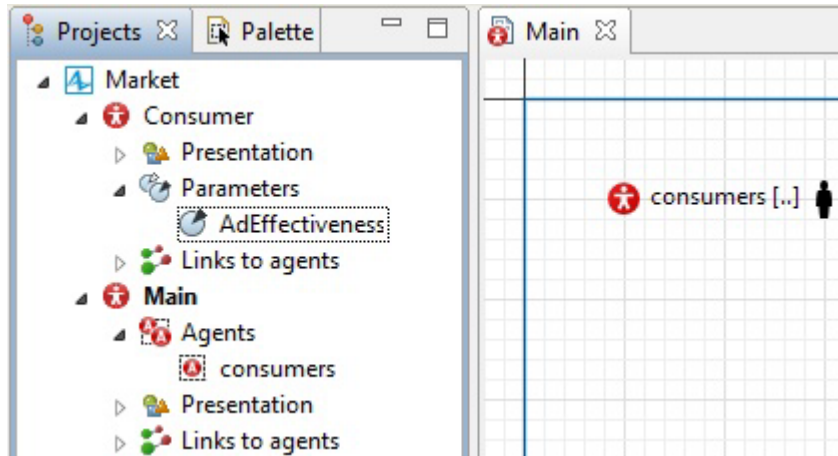 Projects
Palette
Main
Market
Consumer
Presentation
Parameters
AdEffectiveness
Links to agents
Main
Agents
consumers
Presentation
Links to agents
consumers [..]